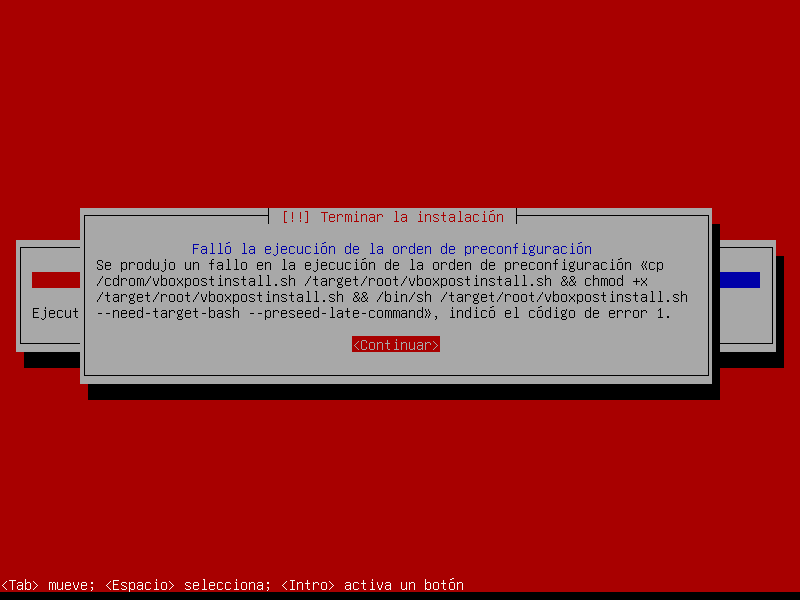 [!!] Terminar la instalación
Falló la ejecución de la orden de preconfiguración
Se produjo un fallo en la ejecución de la orden de preconfiguración «cp
/cdrom/vboxpostinstall.sh /target/root/vboxpostinstall.sh && chmod +x
/target/root/vboxpostinstall.sh && /bin/sh /target/root/vboxpostinstall.sh
--need-target-bash --preseed-late-command», indicó el código de error 1.
Ejecut
<Continuar>
<Tab> mueve; <Espacio> selecciona; <Intro> activa un botón